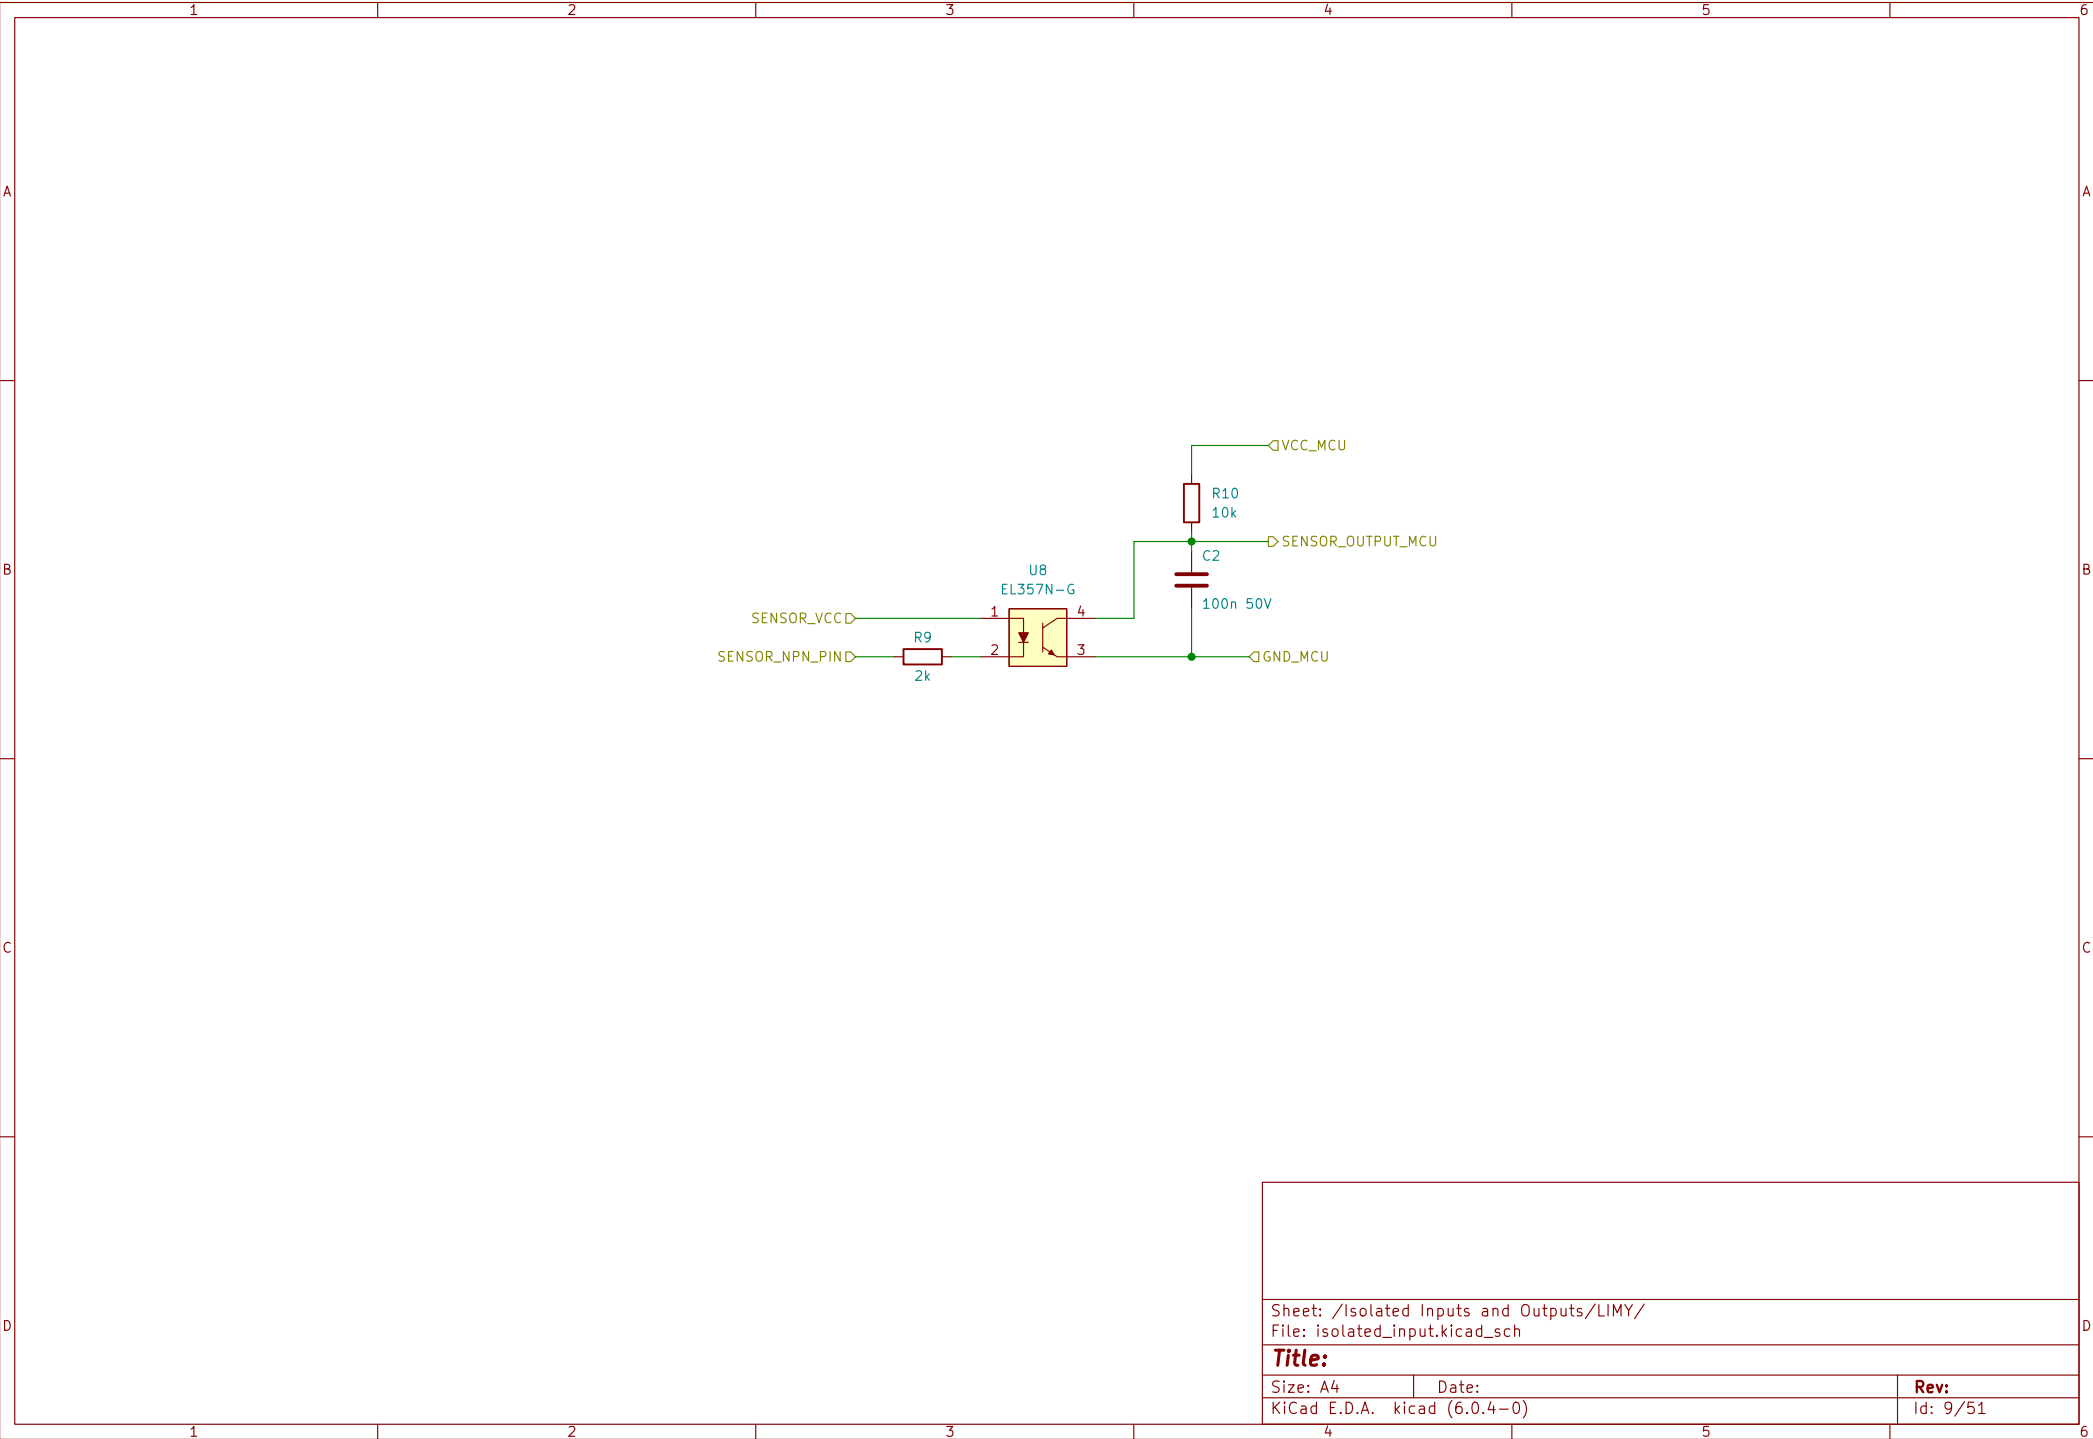 1 2 3 4 5 6
A A
VCC_MCU
R10
10k
SENSOR_OUTPUT_MCU
C2
B B
U8
EL357N-G
100n 50V
SENSOR_VCC 1 4
R9
SENSOR_NPN_PIN 2 3 GND_MCU
2k
C C
Sheet: /Isolated Inputs and Outputs/LIMY/
D D
File: isolated_input.kicad_sch
Title:
Size: A4 Date: Rev:
KiCad E.D.A. kicad (6.0.4-0) Id: 9/51
1 2 3 4 5 6